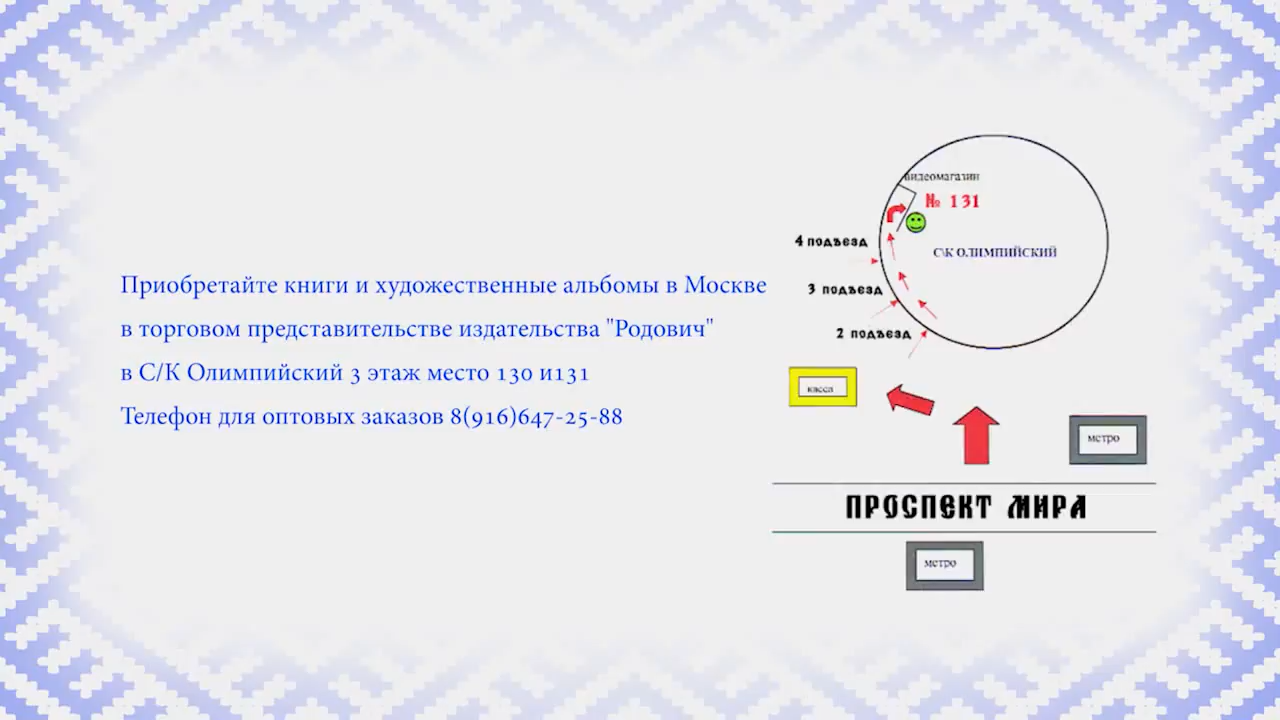 Приобретайте книги и художественные альбомы в Москве
в торговом представительстве издательства "Родович"
в С/К Олимпийский 3 этаж место 130 и131
Телефон для оптовых заказов 8(916)647-25-88
видеомагазин
№ 131
С\К ОЛИМПИЙСКИЙ
4 подъезд
3 подъезд
2 подъезд
касса
метро
ПРОСПЕКТ МИРА
метро